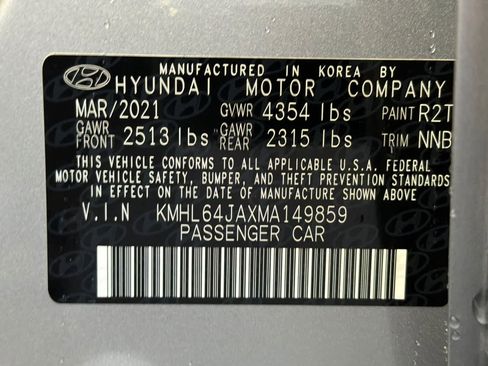 MANUFACTURED IN KOREA BY
HYUNDAI MOTOR COMPANY
MAR/2021 GVWR 4354 lbs PAINT R2T
GAWR FRONT 2513 lbs GAWR REAR 2315 lbs TRIM NNB
THIS VEHICLE CONFORMS TO ALL APPLICABLE U.S.A. FEDERAL
MOTOR VEHICLE SAFETY, BUMPER, AND THEFT PREVENTION STANDARDS
IN EFFECT ON THE DATE OF MANUFACTURE SHOWN ABOVE.
V.I.N KMHL64JAXMA149859
PASSENGER CAR